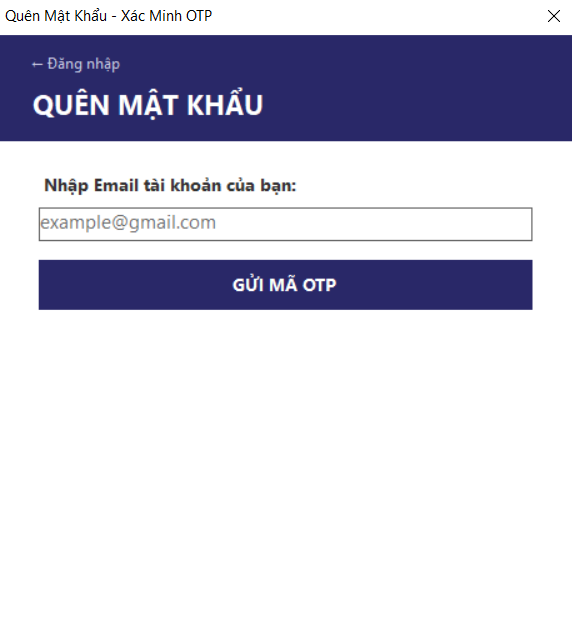 Quên Mật Khẩu - Xác Minh OTP
← Đăng nhập
QUÊN MẬT KHẨU
Nhập Email tài khoản của bạn:
example@gmail.com
GỬI MÃ OTP